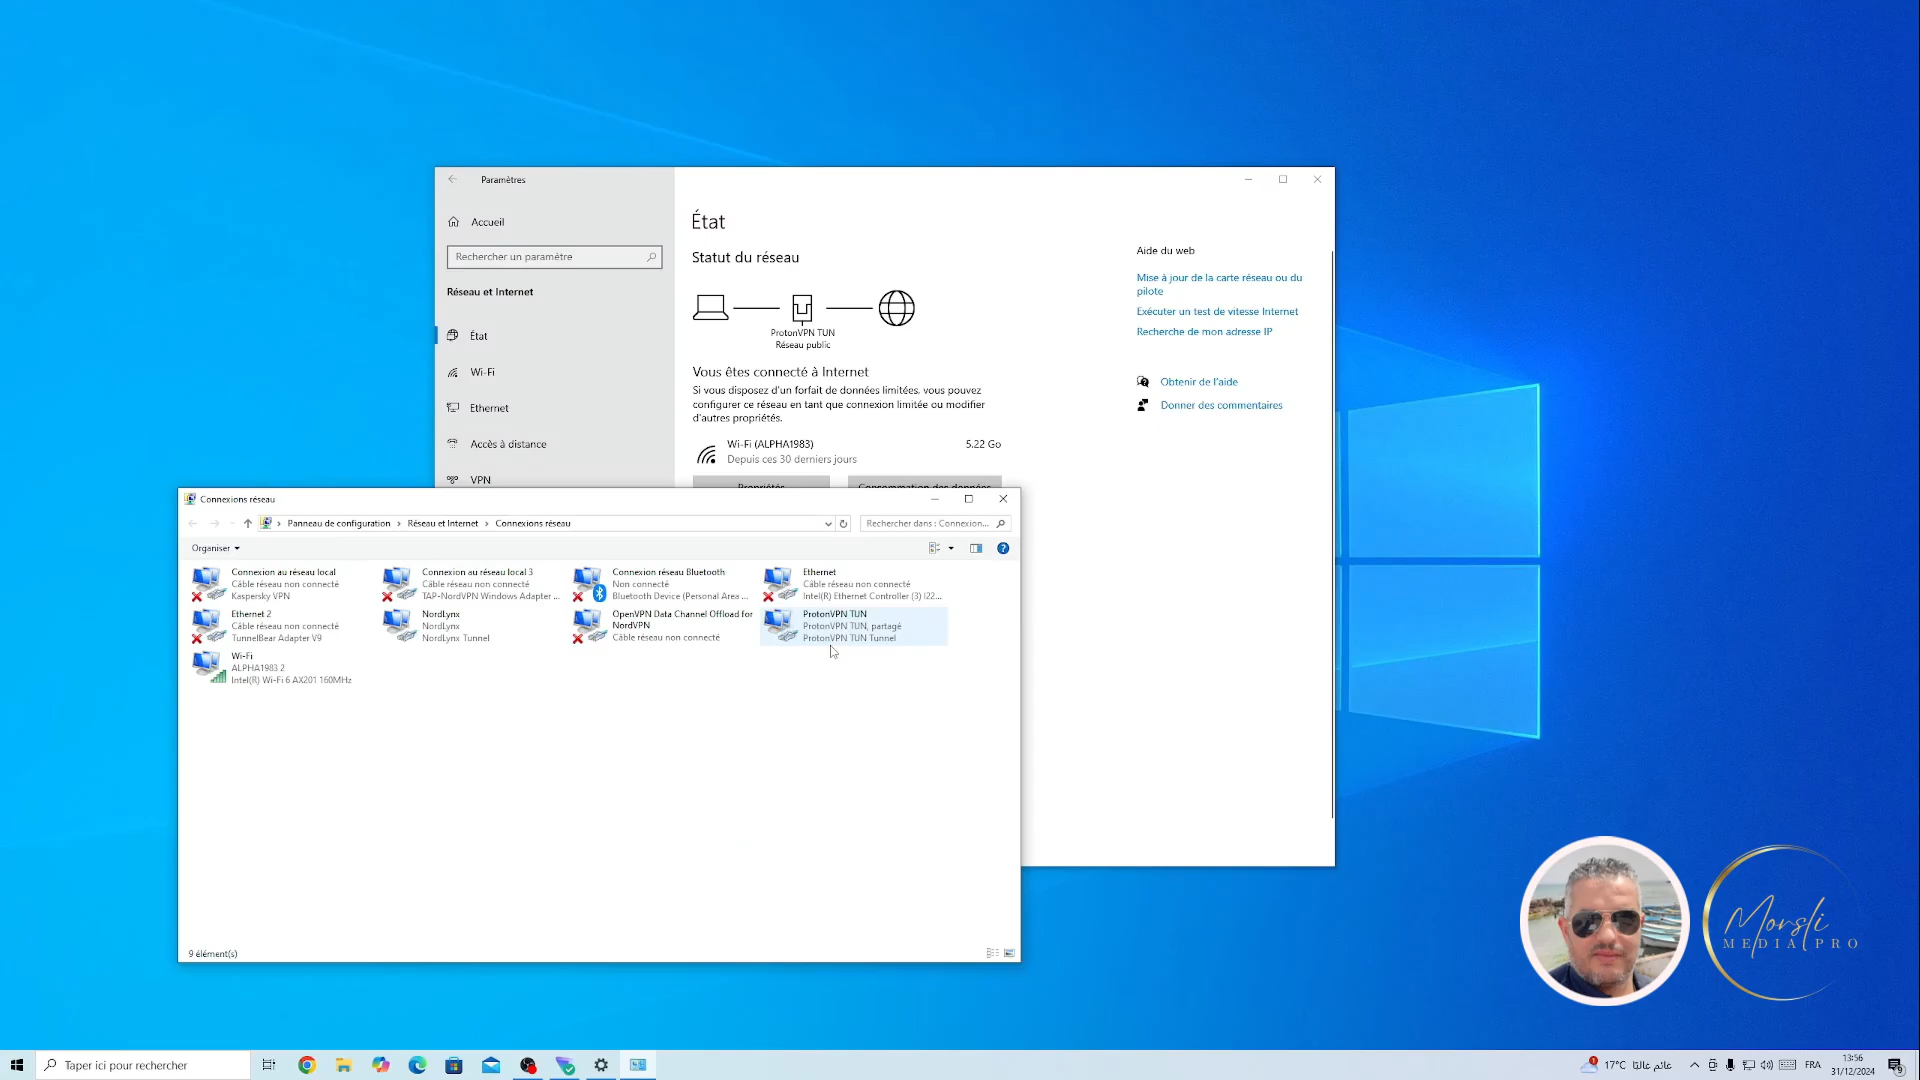 Paramètres
Accueil
Rechercher un paramètre
Réseau et Internet
État
Wi-Fi
Ethernet
Accès à distance
VPN
État
Statut du réseau
ProtonVPN TUN
Réseau public
Vous êtes connecté à Internet
Si vous disposez d'un forfait de données limitées, vous pouvez
configurer ce réseau en tant que connexion limitée ou modifier
d'autres propriétés.
Wi-Fi (ALPHA1983)
5.22 Go
Depuis ces 30 derniers jours
Propriétés
Consommation des données
Aide du web
Mise à jour de la carte réseau ou du
pilote
Exécuter un test de vitesse Internet
Recherche de mon adresse IP
Obtenir de l'aide
Donner des commentaires
Connexions réseau
Panneau de configuration › Réseau et Internet › Connexions réseau
Rechercher dans : Connexion...
Organiser
Connexion au réseau local
Câble réseau non connecté
Kaspersky VPN
Connexion au réseau local 3
Câble réseau non connecté
TAP-NordVPN Windows Adapter ...
Connexion réseau Bluetooth
Non connecté
Bluetooth Device (Personal Area ...
Ethernet
Câble réseau non connecté
Intel(R) Ethernet Controller (3) I22...
Ethernet 2
Câble réseau non connecté
TunnelBear Adapter V9
NordLynx
NordLynx
NordLynx Tunnel
OpenVPN Data Channel Offload for
NordVPN
Câble réseau non connecté
ProtonVPN TUN
ProtonVPN TUN, partagé
ProtonVPN TUN Tunnel
Wi-Fi
ALPHA1983 2
Intel(R) Wi-Fi 6 AX201 160MHz
9 élément(s)
Morsli
MEDIA PRO
Taper ici pour rechercher
17°C غائم غالبًا
FRA
13:56
31/12/2024